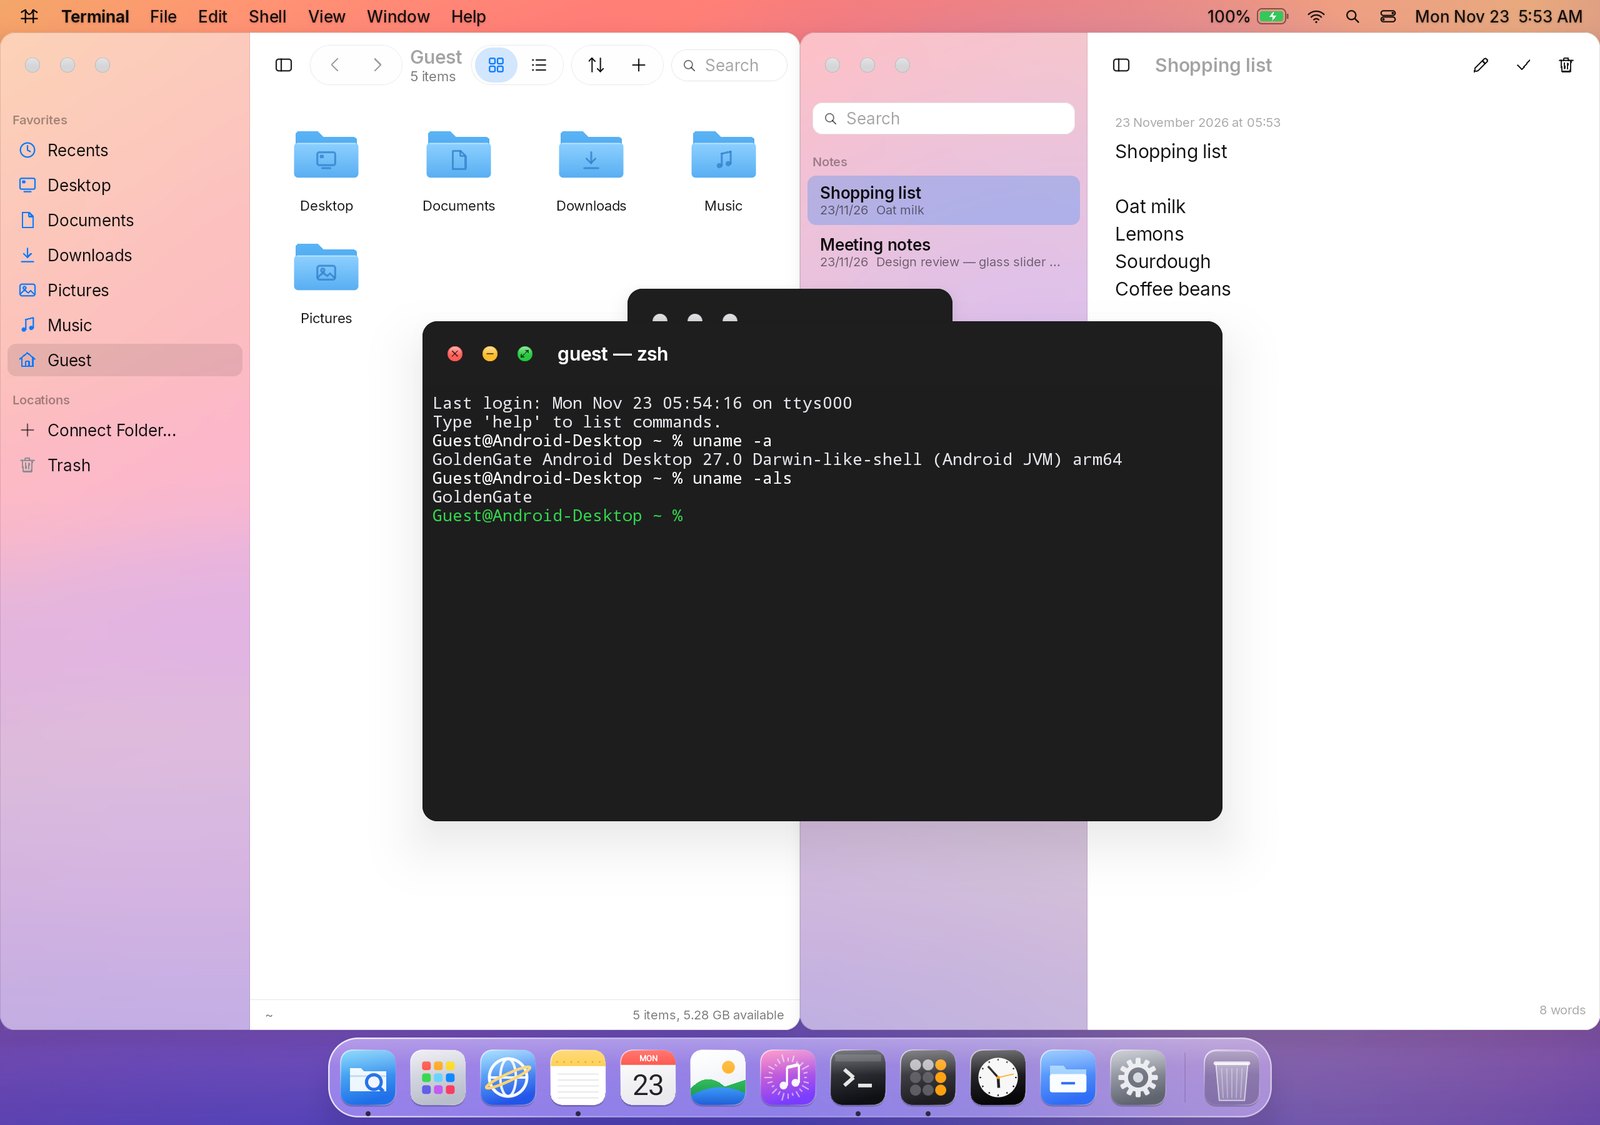 Terminal File Edit Shell View Window Help
100% Mon Nov 23 5:53 AM
Guest
5 items
Search
Favorites
Recents
Desktop
Documents
Downloads
Pictures
Music
Guest
Locations
Connect Folder...
Trash
Desktop
Documents
Downloads
Music
Pictures
~
5 items, 5.28 GB available
Search
Notes
Shopping list
23/11/26 Oat milk
Meeting notes
23/11/26 Design review — glass slider ...
Shopping list
23 November 2026 at 05:53
Shopping list
Oat milk
Lemons
Sourdough
Coffee beans
8 words
guest — zsh
Last login: Mon Nov 23 05:54:16 on ttys000
Type 'help' to list commands.
Guest@Android-Desktop ~ % uname -a
GoldenGate Android Desktop 27.0 Darwin-like-shell (Android JVM) arm64
Guest@Android-Desktop ~ % uname -als
GoldenGate
Guest@Android-Desktop ~ %
MON
23